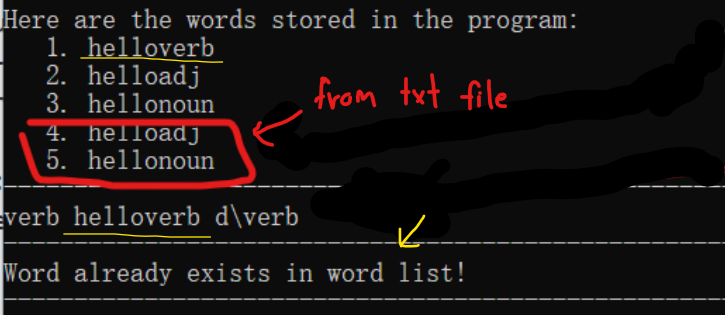 Here are the words stored in the program:
1. helloverb
2. helloadj
3. hellonoun
from txt file
4. helloadj
5. hellonoun
verb helloverb d\verb
Word already exists in word list!